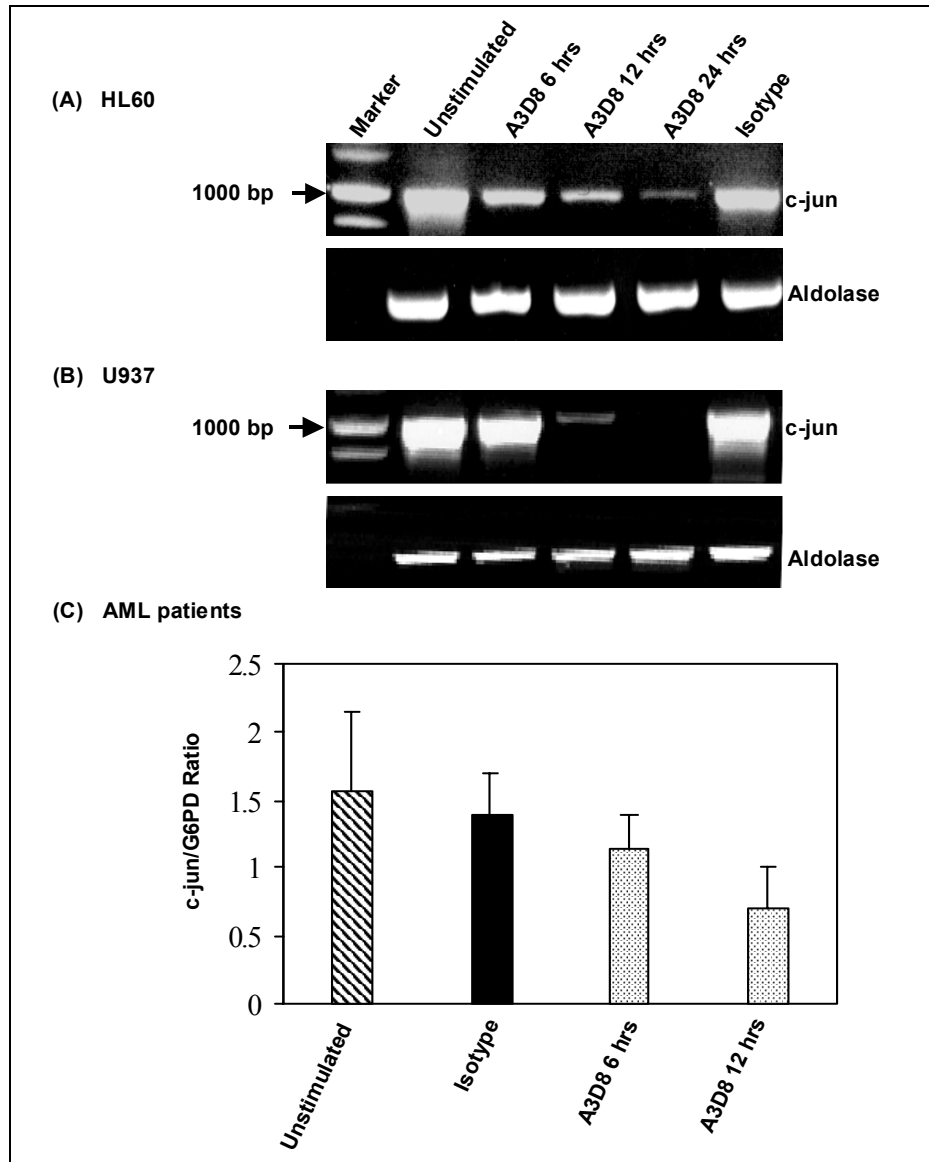 (A) HL60
Marker
Unstimulated
A3D8 6 hrs
A3D8 12 hrs
A3D8 24 hrs
Isotype
1000 bp
c-jun
Aldolase
(B) U937
1000 bp
c-jun
Aldolase
(C) AML patients
c-jun/G6PD Ratio
2.5
2
1.5
1
0.5
0
Unstimulated
Isotype
A3D8 6 hrs
A3D8 12 hrs